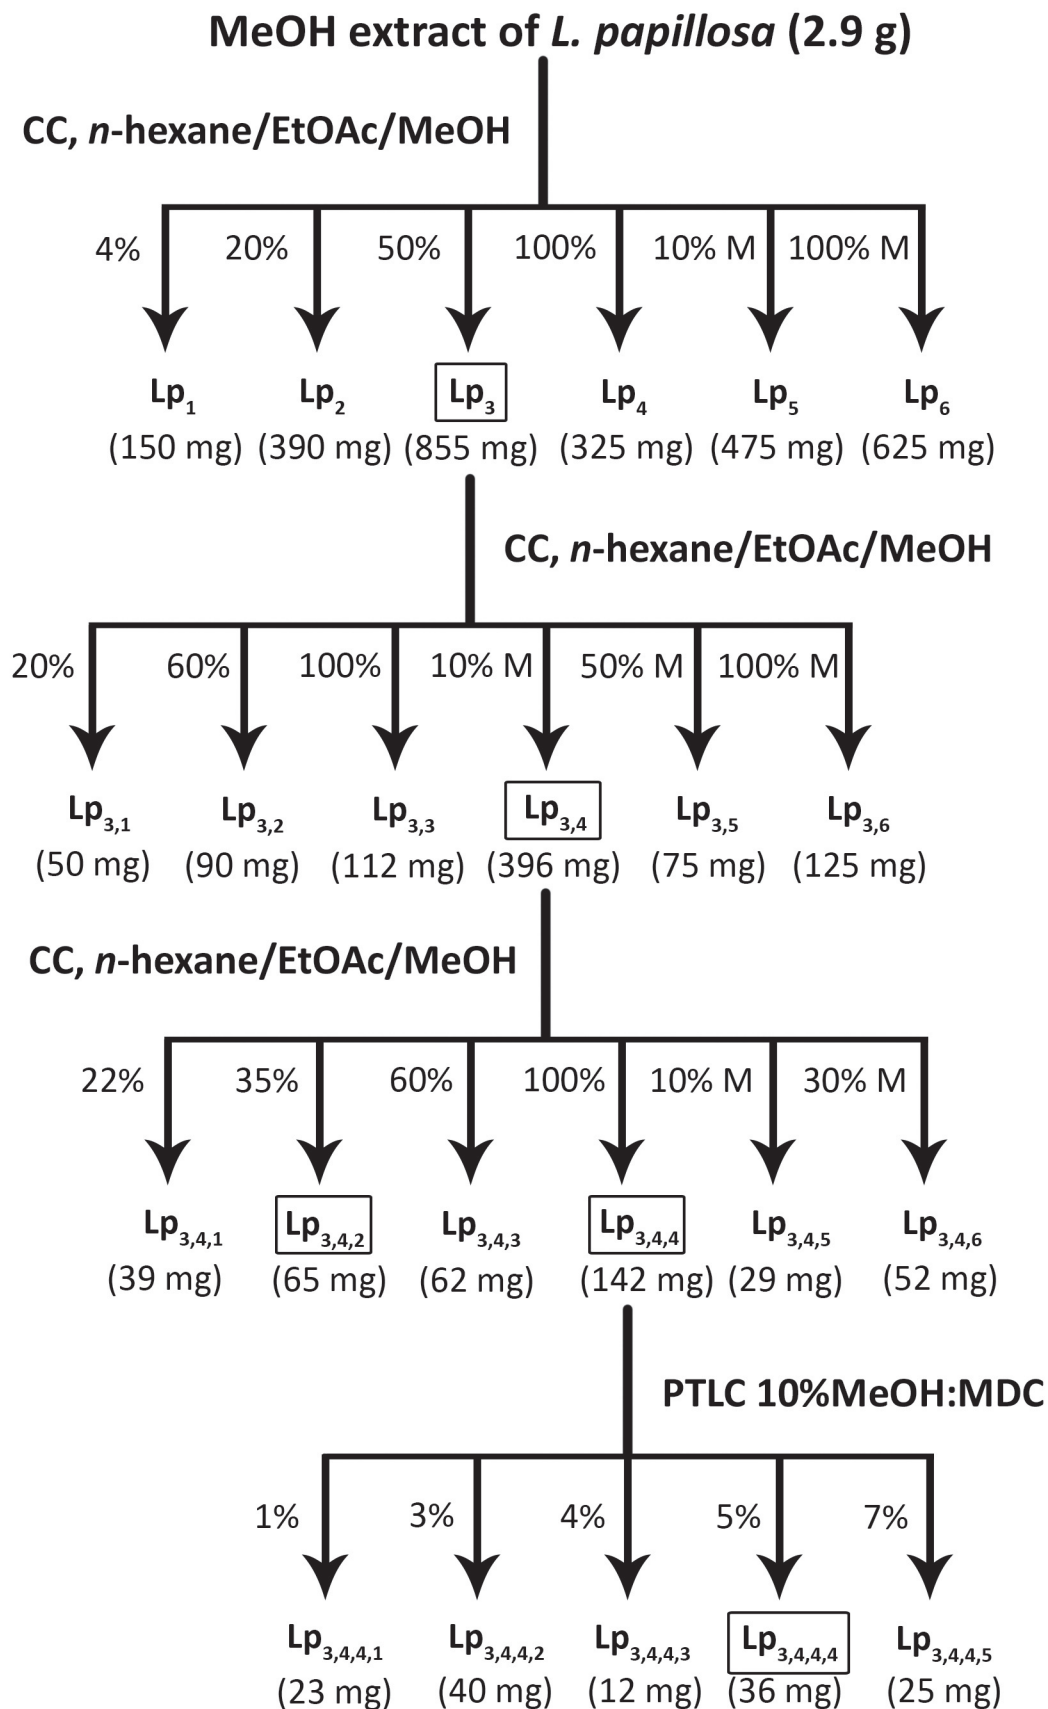 MeOH extract of L. papillosa (2.9 g)
CC, n-hexane/EtOAc/MeOH
4% 20% 50% 100% 10% M 100% M
Lp1 Lp2 Lp3 Lp4 Lp5 Lp6
(150 mg) (390 mg) (855 mg) (325 mg) (475 mg) (625 mg)
CC, n-hexane/EtOAc/MeOH
20% 60% 100% 10% M 50% M 100% M
Lp3,1 Lp3,2 Lp3,3 Lp3,4 Lp3,5 Lp3,6
(50 mg) (90 mg) (112 mg) (396 mg) (75 mg) (125 mg)
CC, n-hexane/EtOAc/MeOH
22% 35% 60% 100% 10% M 30% M
Lp3,4,1 Lp3,4,2 Lp3,4,3 Lp3,4,4 Lp3,4,5 Lp3,4,6
(39 mg) (65 mg) (62 mg) (142 mg) (29 mg) (52 mg)
PTLC 10%MeOH:MDC
1% 3% 4% 5% 7%
Lp3,4,4,1 Lp3,4,4,2 Lp3,4,4,3 Lp3,4,4,4 Lp3,4,4,5
(23 mg) (40 mg) (12 mg) (36 mg) (25 mg)